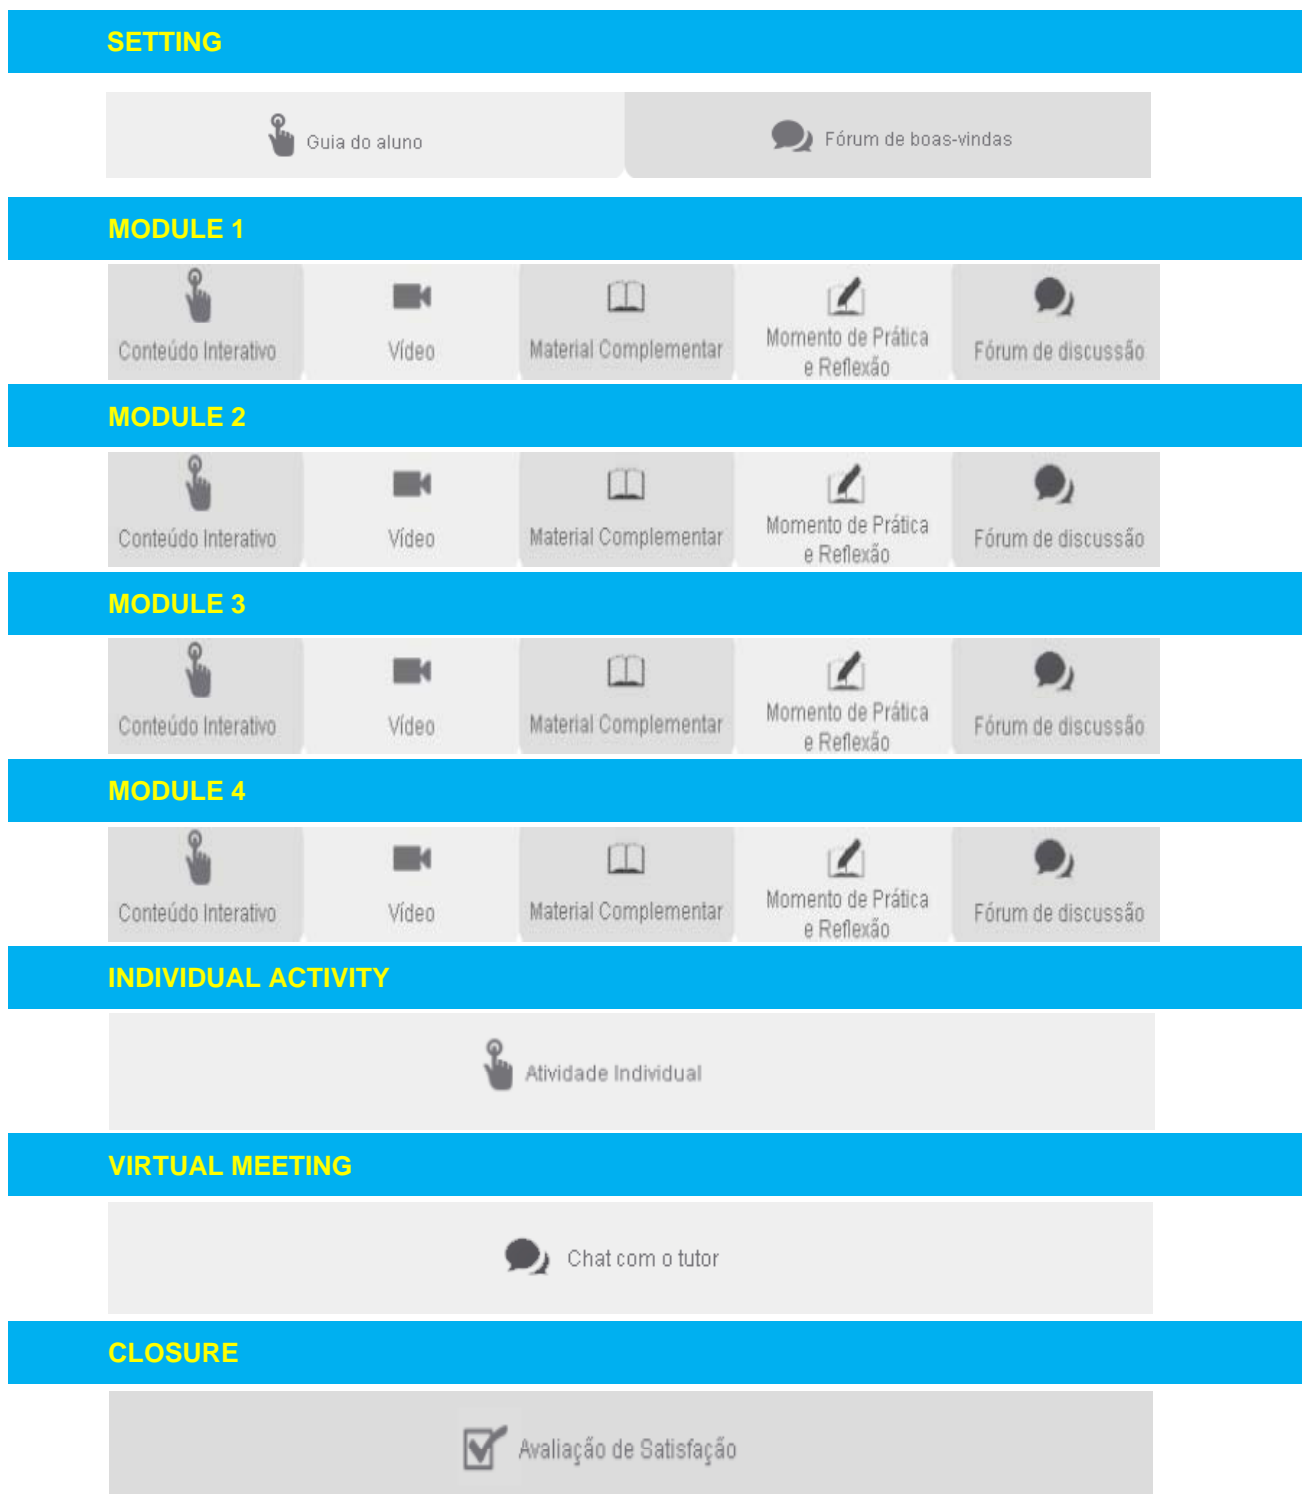 SETTING
Guia do aluno
Fórum de boas-vindas
MODULE 1
Conteúdo Interativo
Vídeo
Material Complementar
Momento de Prática
e Reflexão
Fórum de discussão
MODULE 2
Conteúdo Interativo
Vídeo
Material Complementar
Momento de Prática
e Reflexão
Fórum de discussão
MODULE 3
Conteúdo Interativo
Vídeo
Material Complementar
Momento de Prática
e Reflexão
Fórum de discussão
MODULE 4
Conteúdo Interativo
Vídeo
Material Complementar
Momento de Prática
e Reflexão
Fórum de discussão
INDIVIDUAL ACTIVITY
Atividade Individual
VIRTUAL MEETING
Chat com o tutor
CLOSURE
Avaliação de Satisfação